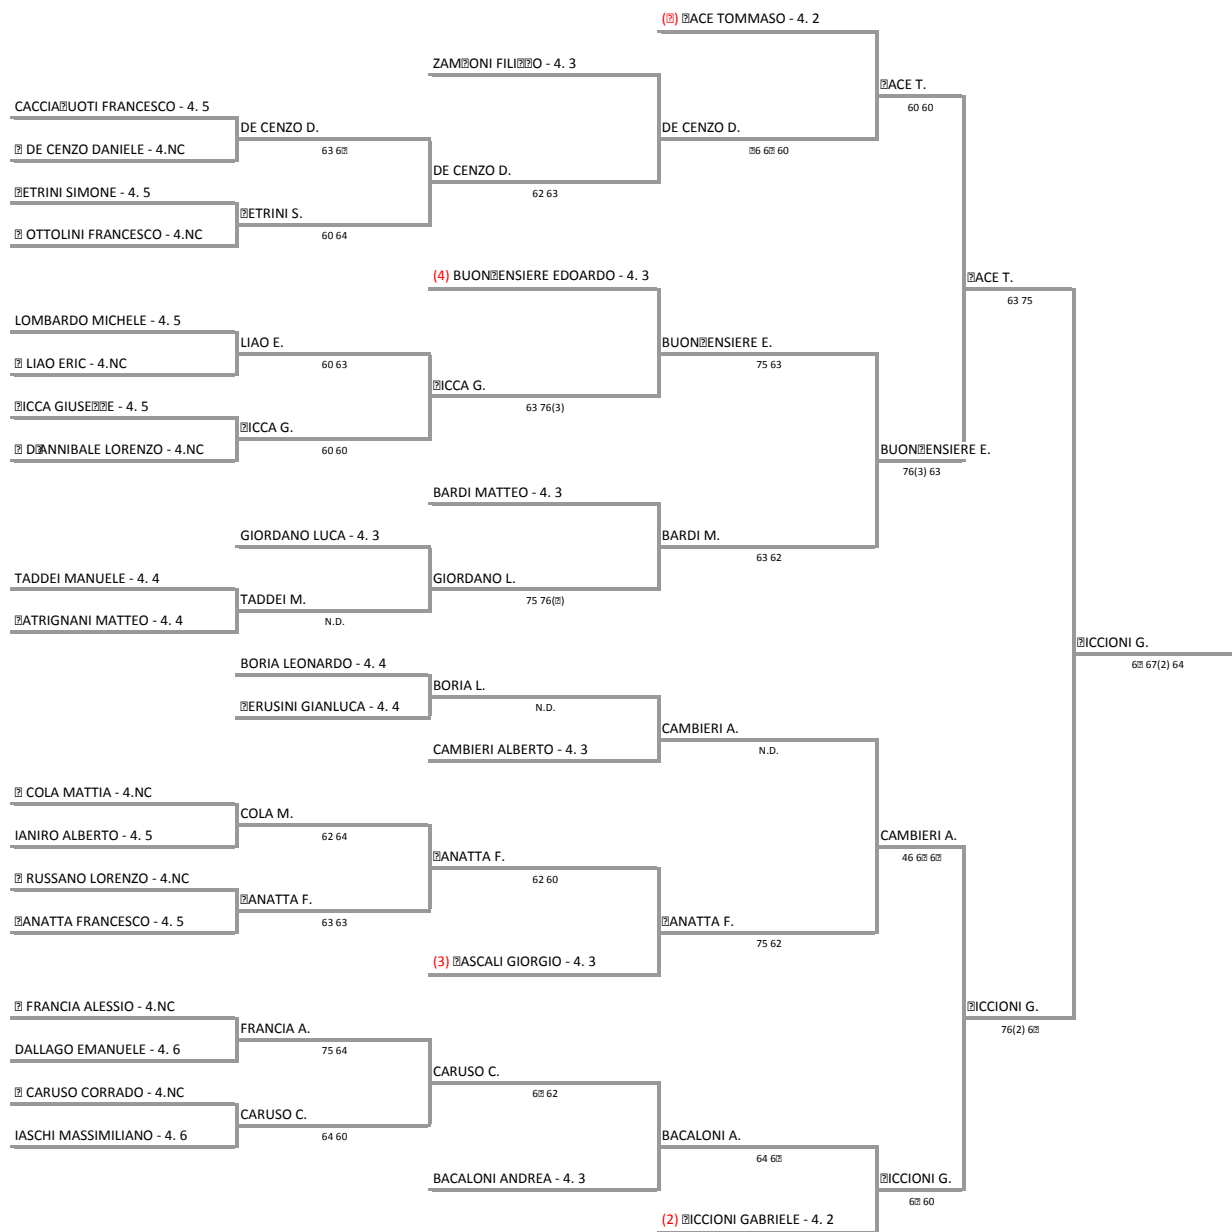 (�) �ACE TOMMASO - 4. 2
ZAM�ONI FILI��O - 4. 3
�ACE T.
60 60
CACCIA�UOTI FRANCESCO - 4. 5
DE CENZO D.
63 6�
DE CENZO D.
�6 6� 60
� DE CENZO DANIELE - 4.NC
DE CENZO D.
62 63
�ETRINI SIMONE - 4. 5
�ETRINI S.
60 64
� OTTOLINI FRANCESCO - 4.NC
(4) BUON�ENSIERE EDOARDO - 4. 3
�ACE T.
63 75
LOMBARDO MICHELE - 4. 5
LIAO E.
60 63
BUON�ENSIERE E.
75 63
� LIAO ERIC - 4.NC
�ICCA G.
63 76(3)
�ICCA GIUSE��E - 4. 5
�ICCA G.
60 60
� D�ANNIBALE LORENZO - 4.NC
BUON�ENSIERE E.
76(3) 63
BARDI MATTEO - 4. 3
GIORDANO LUCA - 4. 3
BARDI M.
63 62
TADDEI MANUELE - 4. 4
GIORDANO L.
75 76(�)
TADDEI M.
N.D.
�ATRIGNANI MATTEO - 4. 4
�ICCIONI G.
6� 67(2) 64
BORIA LEONARDO - 4. 4
BORIA L.
N.D.
�ERUSINI GIANLUCA - 4. 4
CAMBIERI A.
N.D.
CAMBIERI ALBERTO - 4. 3
� COLA MATTIA - 4.NC
COLA M.
62 64
IANIRO ALBERTO - 4. 5
CAMBIERI A.
46 6� 6�
�ANATTA F.
62 60
� RUSSANO LORENZO - 4.NC
�ANATTA F.
63 63
�ANATTA FRANCESCO - 4. 5
�ANATTA F.
75 62
(3) �ASCALI GIORGIO - 4. 3
� FRANCIA ALESSIO - 4.NC
�ICCIONI G.
76(2) 6�
FRANCIA A.
75 64
DALLAGO EMANUELE - 4. 6
CARUSO C.
6� 62
� CARUSO CORRADO - 4.NC
CARUSO C.
64 60
IASCHI MASSIMILIANO - 4. 6
BACALONI A.
64 6�
BACALONI ANDREA - 4. 3
�ICCIONI G.
6� 60
(2) �ICCIONI GABRIELE - 4. 2